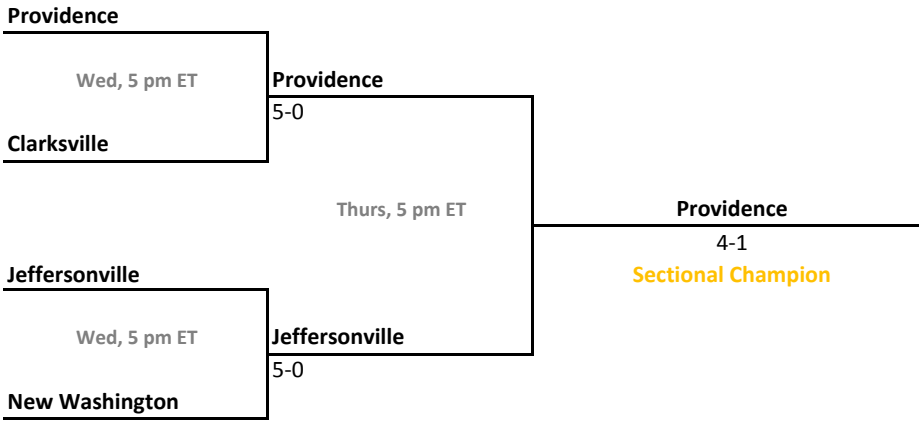 Providence
Wed, 5 pm ET
Providence
5-0
Clarksville
Thurs, 5 pm ET
Providence
4-1
Sectional Champion
Jeffersonville
Wed, 5 pm ET
Jeffersonville
5-0
New Washington